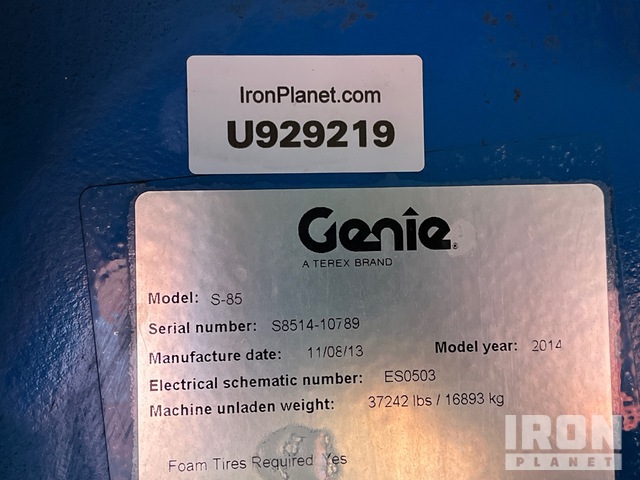 IronPlanet.com
U929219
Genie®
A TEREX BRAND
Model: S-85
Serial number: S8514-10789
Manufacture date: 11/08/13 Model year: 2014
Electrical schematic number: ES0503
Machine unladen weight: 37242 lbs / 16893 kg
Foam Tires Required Yes
IRON
PLANET